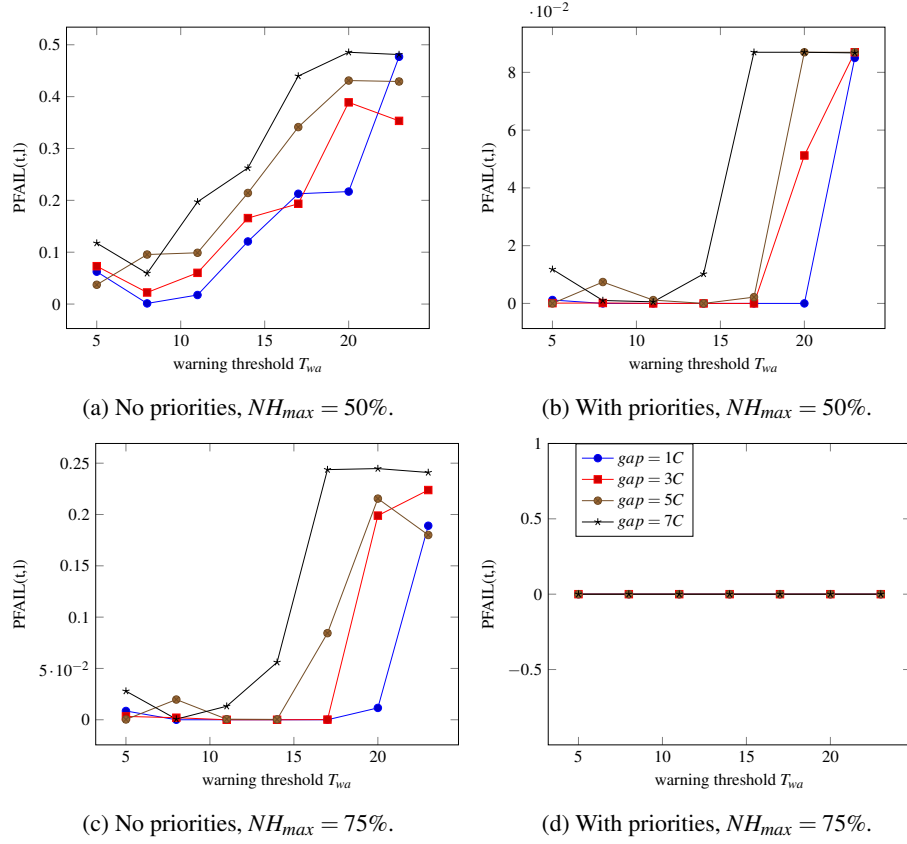 ·10⁻²
0.5
0.4
0.3
0.2
0.1
0
PFAIL(t,l)
5
10
15
20
warning threshold T_wa
8
6
4
2
0
PFAIL(t,l)
5
10
15
20
warning threshold T_wa
(a) No priorities, NH_max = 50%.
(b) With priorities, NH_max = 50%.
0.25
0.2
0.15
0.1
5·10⁻²
0
PFAIL(t,l)
5
10
15
20
warning threshold T_wa
1
0.5
0
−0.5
PFAIL(t,l)
gap = 1C
gap = 3C
gap = 5C
gap = 7C
5
10
15
20
warning threshold T_wa
(c) No priorities, NH_max = 75%.
(d) With priorities, NH_max = 75%.